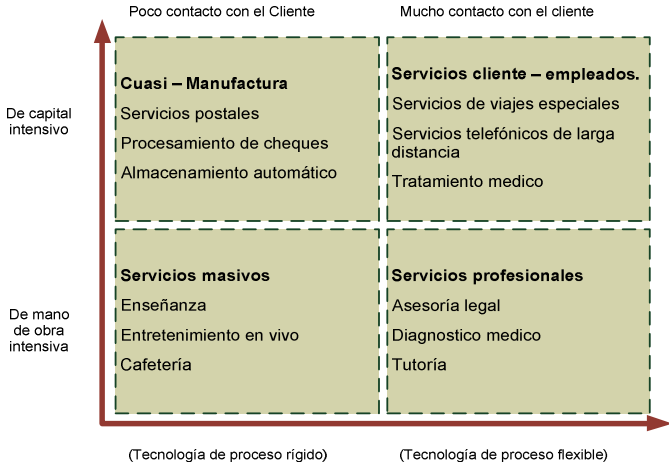 Poco contacto con el Cliente
Mucho contacto con el cliente
De capital
intensivo
Cuasi – Manufactura
Servicios postales
Procesamiento de cheques
Almacenamiento automático
Servicios cliente – empleados.
Servicios de viajes especiales
Servicios telefónicos de larga
distancia
Tratamiento medico
De mano
de obra
intensiva
Servicios masivos
Enseñanza
Entretenimiento en vivo
Cafetería
Servicios profesionales
Asesoría legal
Diagnostico medico
Tutoría
(Tecnología de proceso rígido)
(Tecnología de proceso flexible)